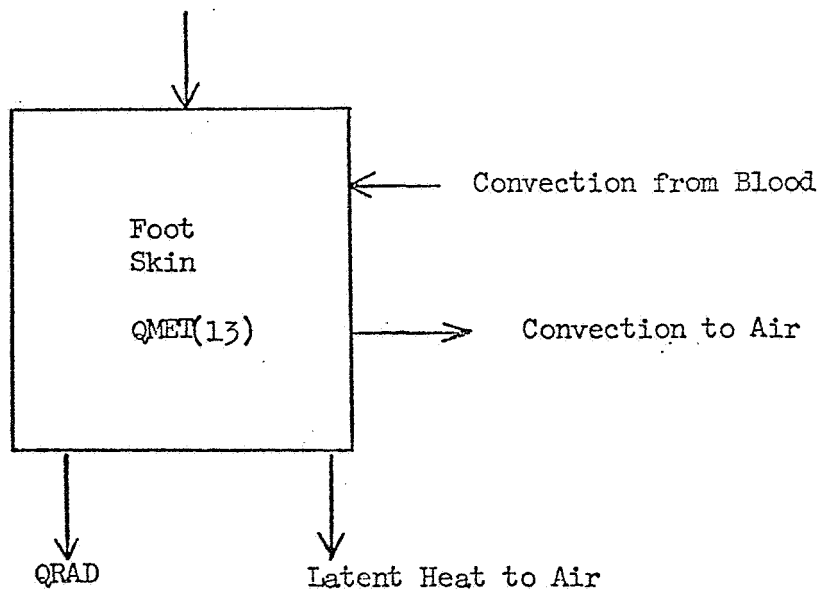 Convection from Blood
Foot
Skin
QMET(13)
Convection to Air
QRAD
Latent Heat to Air